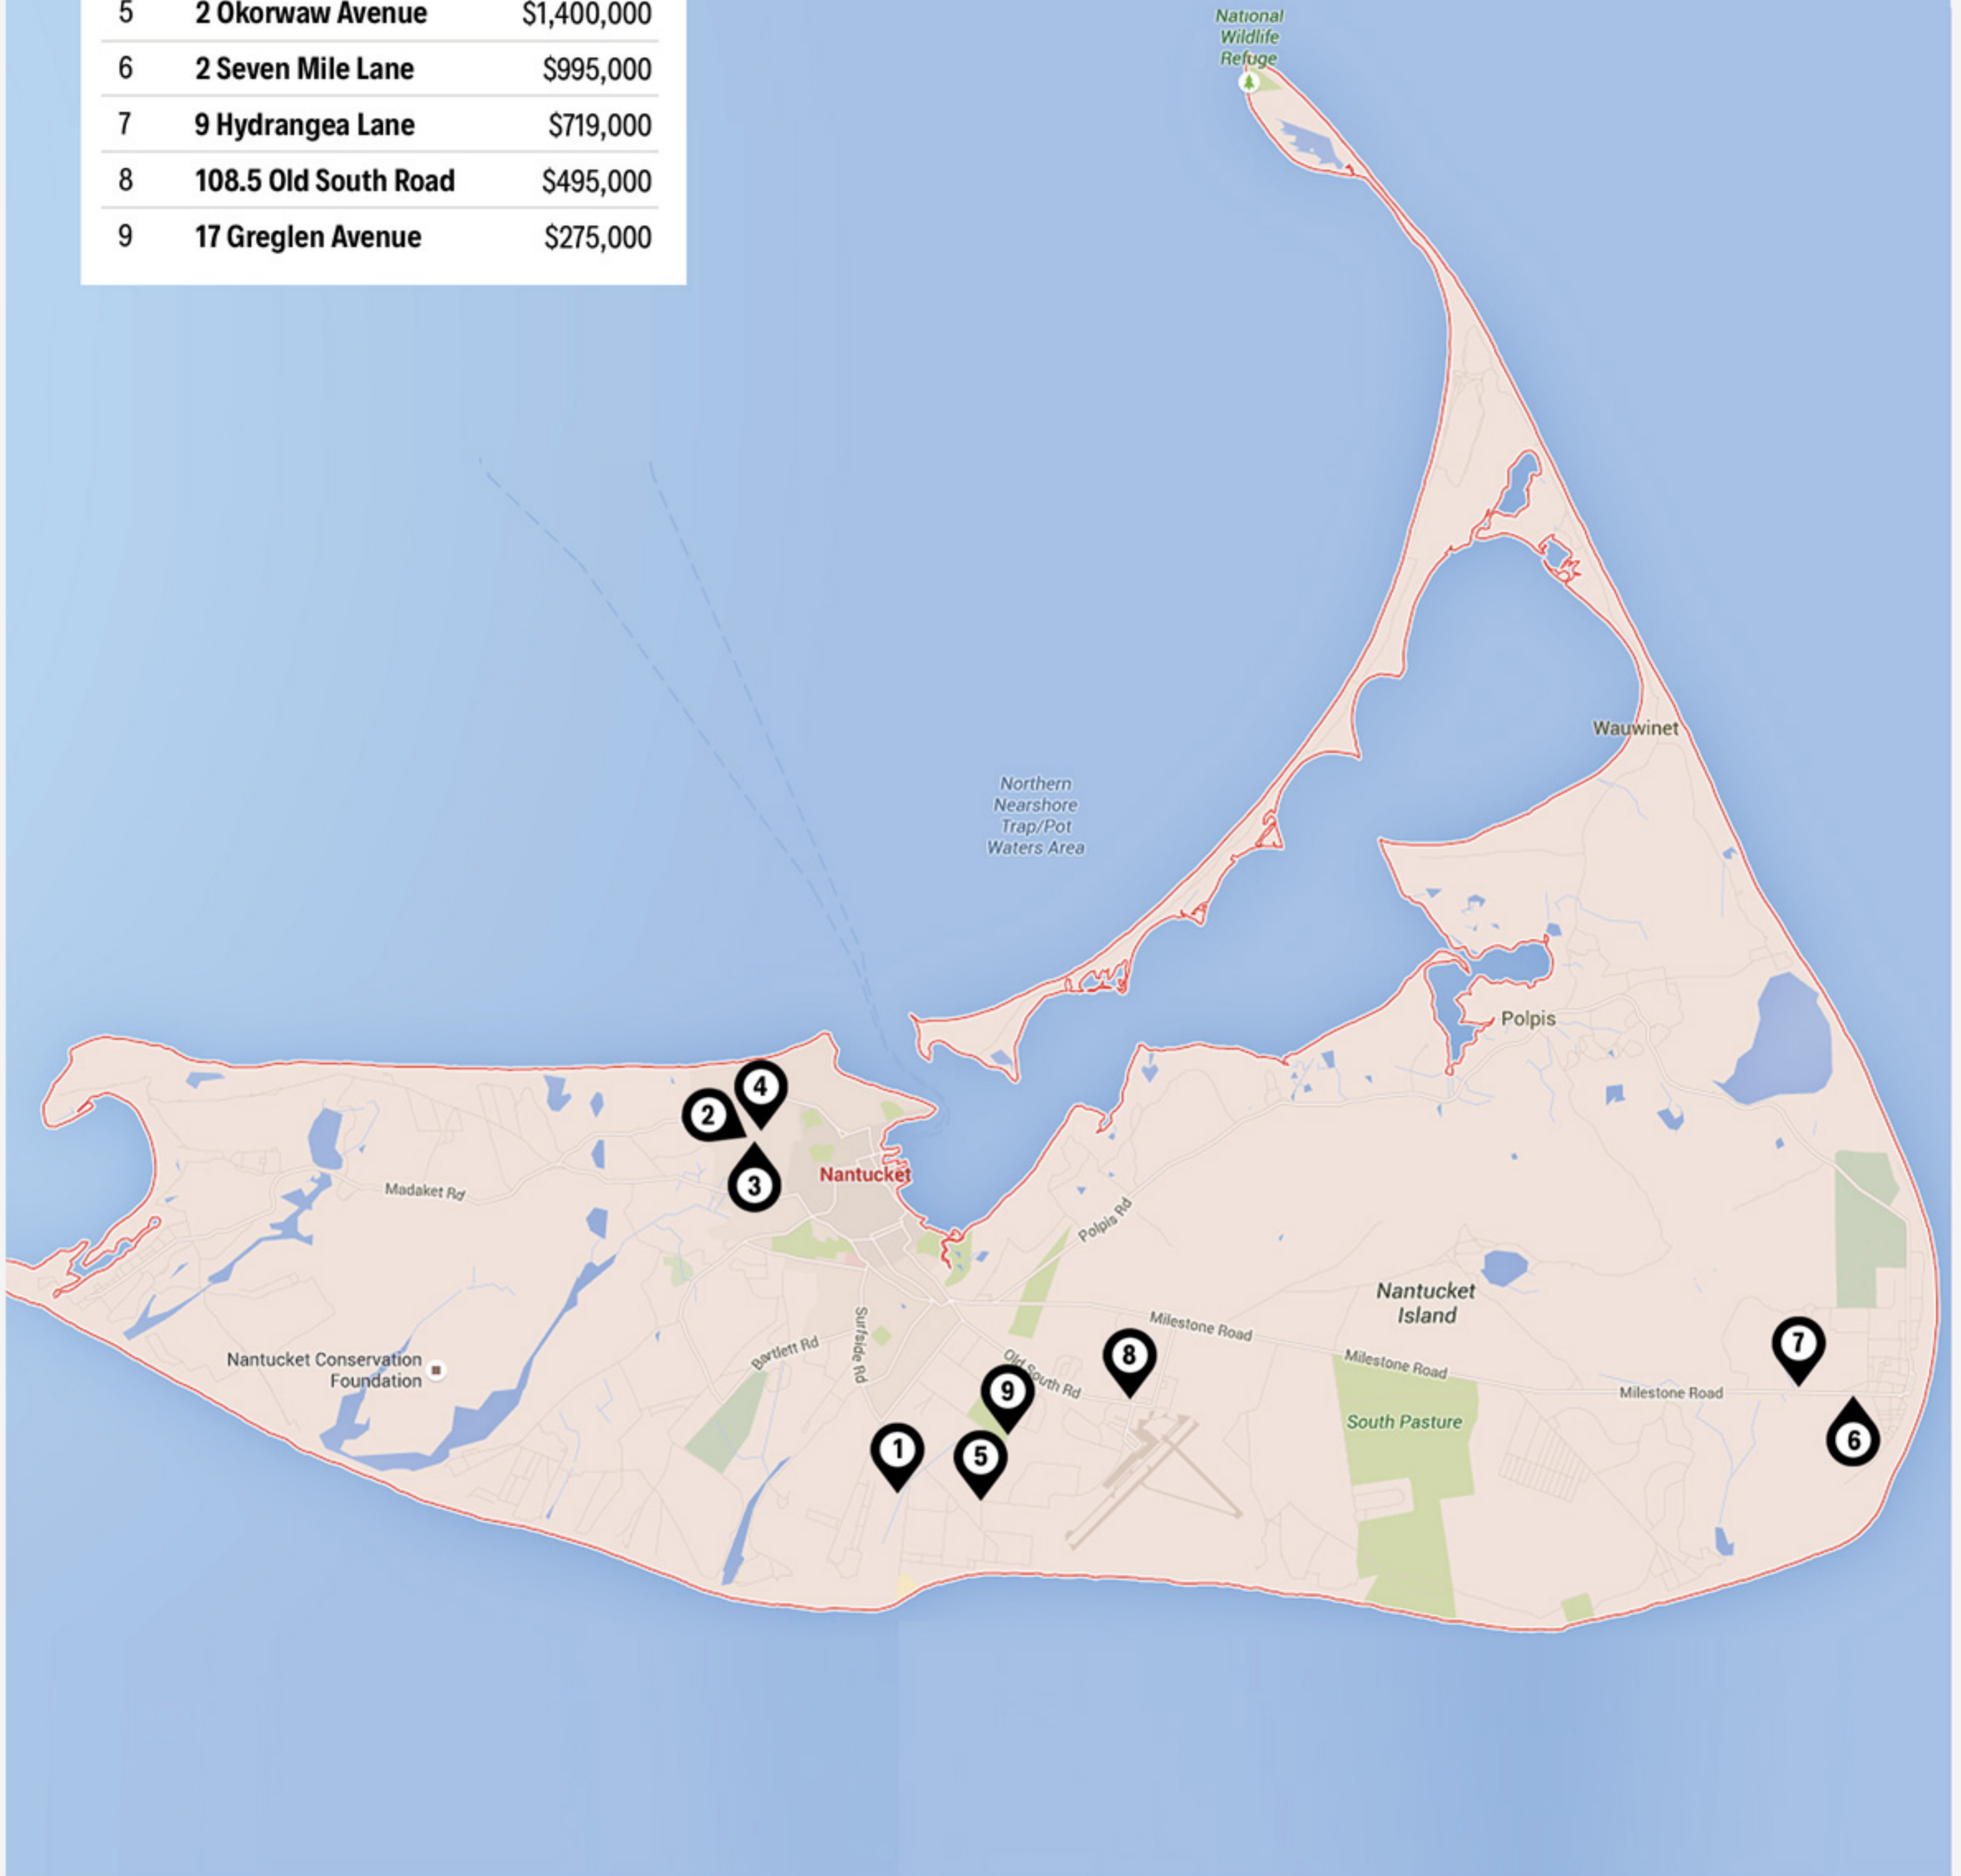 5 2 Okorwaw Avenue $1,400,000
6 2 Seven Mile Lane $995,000
7 9 Hydrangea Lane $719,000
8 108.5 Old South Road $495,000
9 17 Greglen Avenue $275,000
National
Wildlife
Refuge
Wauwinet
Northern
Nearshore
Trap/Pot
Waters Area
Polpis
4
2
3
Nantucket
Madaket Rd
Polpis Rd
Nantucket
Island
Milestone Road
Milestone Road
Milestone Road
Surfside Rd
Bartlett Rd
Nantucket Conservation
Foundation
Old South Rd
8
7
9
South Pasture
1
5
6